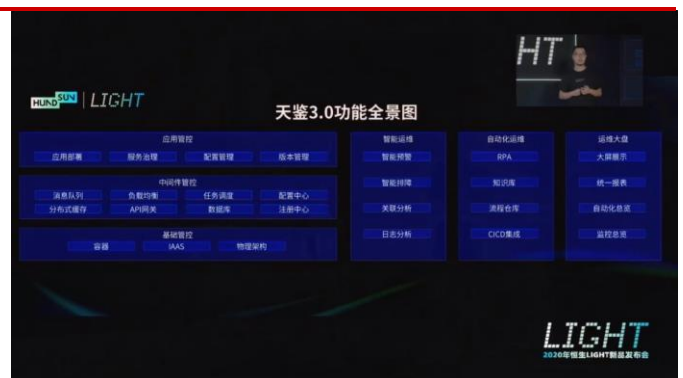 HT
HUNDSUN | LIGHT
天鉴3.0功能全景图
应用管控
应用部署 服务治理 配置管理 版本管理
中间件管控
消息队列 负载均衡 任务调度 配置中心
分布式缓存 API网关 数据库 注册中心
基础管控
容器 IAAS 物理架构
智能运维
智能预警
智能排障
关联分析
日志分析
自动化运维
RPA
知识库
流程仓库
CICD集成
运维大盘
大屏展示
统一报表
自动化总览
监控总览
LIGHT
2020年恒生LIGHT新品发布会